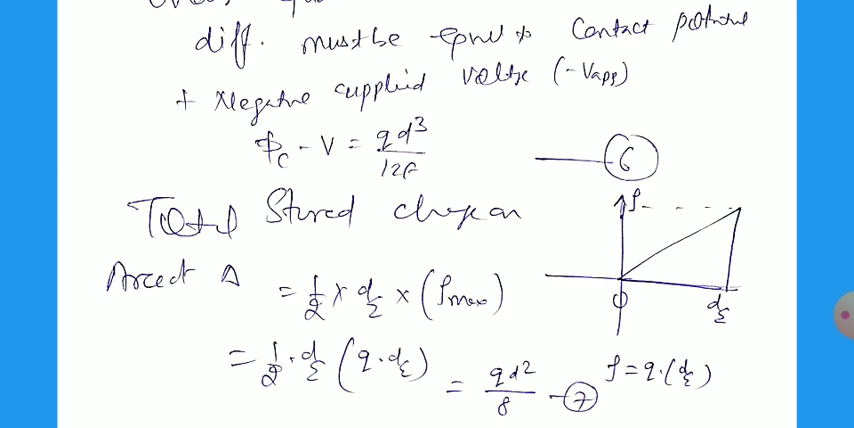 diff. must be equal to Contact potential
+ Negative supplied voltage (-Vapp)
ϕc - V = qd³/12ε
6
Total Stored charge on
Area of Δ = 1/2 × d/2 × (ρmax)
= 1/2 · d/2 (q · d/2) = qd²/8 - 7
ρ
0 d/2
ρ = q·(d/2)